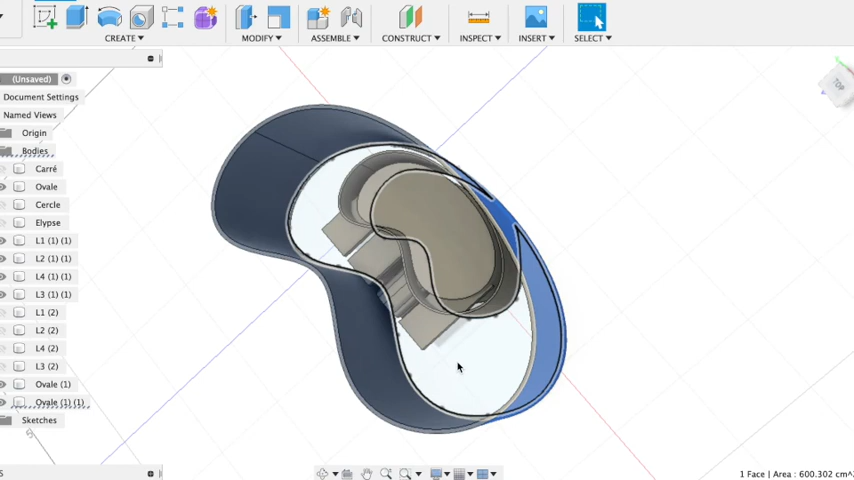 CREATE MODIFY ASSEMBLE CONSTRUCT INSPECT INSERT SELECT
(Unsaved)
TOP
Document Settings
Named Views
Origin
Bodies
Carré
Ovale
Cercle
Elypse
L1 (1) (1)
L2 (1) (1)
L4 (1) (1)
L3 (1) (1)
L1 (2)
L2 (2)
L4 (2)
L3 (2)
Ovale (1)
Ovale (1) (1)
Sketches
1 Face | Area : 600.302 cm^